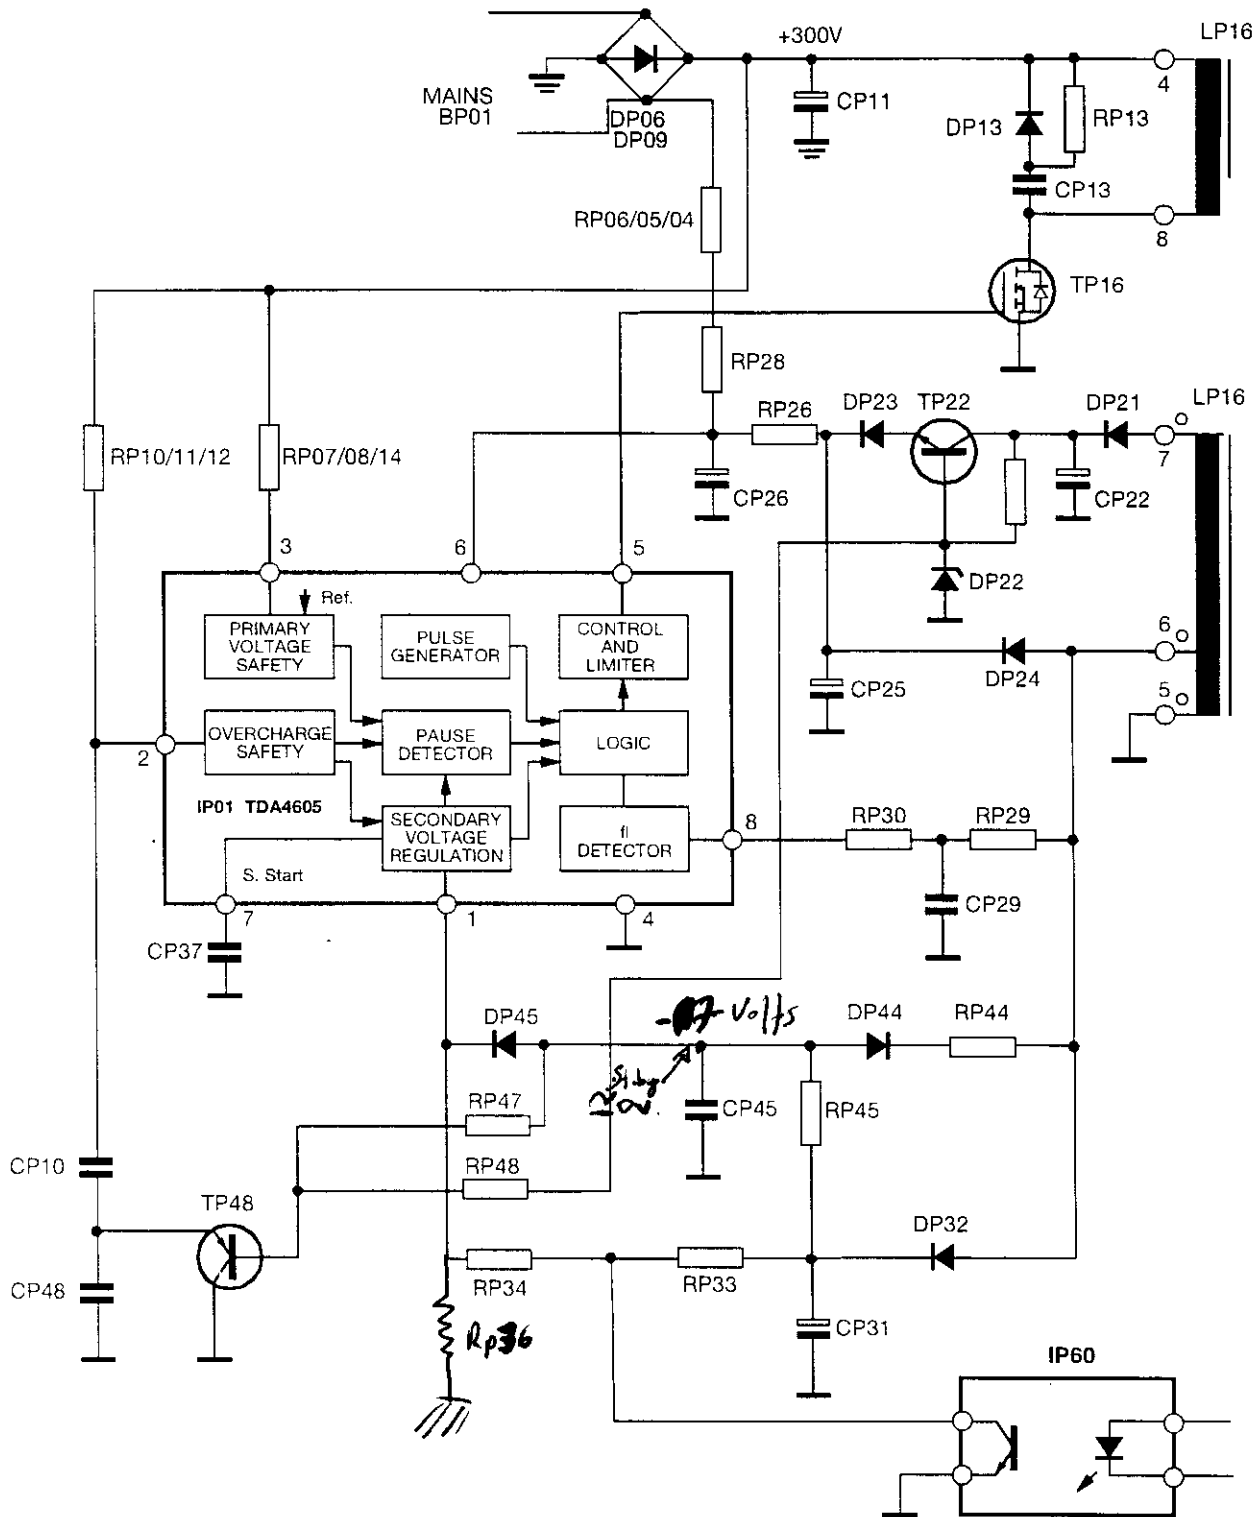 LP16
+300V
4
MAINS
BP01
CP11
DP06
DP09
DP13
RP13
CP13
RP06/05/04
8
TP16
RP28
RP26
DP23
TP22
DP21
LP16
7
RP10/11/12
RP07/08/14
CP26
CP22
3
6
5
DP22
Ref.
PRIMARY
VOLTAGE
SAFETY
PULSE
GENERATOR
CONTROL
AND
LIMITER
6
DP24
CP25
5
2
OVERCHARGE
SAFETY
PAUSE
DETECTOR
LOGIC
IP01 TDA4605
SECONDARY
VOLTAGE
REGULATION
fl
DETECTOR
8
RP30
RP29
S. Start
CP29
7
1
4
CP37
Volts
DP45
DP44
RP44
St.by
12
RP47
CP45
RP45
CP10
RP48
TP48
DP32
RP34
RP33
CP48
Rp36
CP31
IP60